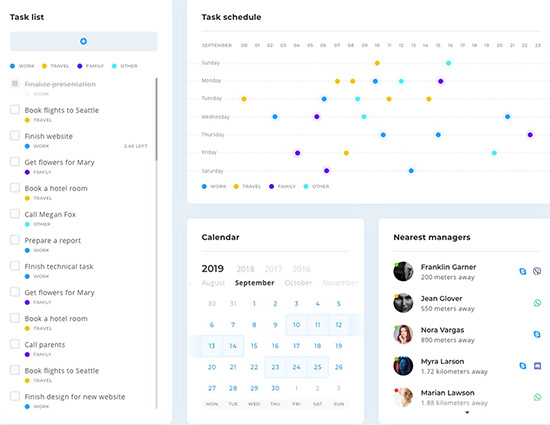 Task list
WORK TRAVEL FAMILY OTHER
Finalize presentation
WORK
Book flights to Seattle
TRAVEL
Finish website
WORK 2:40 LEFT
Get flowers for Mary
FAMILY
Book a hotel room
TRAVEL
Call Megan Fox
OTHER
Prepare a report
WORK
Finish technical task
WORK
Get flowers for Mary
FAMILY
Book a hotel room
TRAVEL
Call parents
FAMILY
Book flights to Seattle
TRAVEL
Finish design for new website
WORK
Task schedule
SEPTEMBER 00 01 02 03 04 05 06 07 08 09 10 11 12 13 14 15 16 17 18 19 20 21 22 23
Sunday
Monday
Tuesday
Wednesday
Thursday
Friday
Saturday
WORK TRAVEL FAMILY OTHER
Calendar
2019 2018 2017 2016
August September October November
30 31 1 2 3 4 5
6 7 8 9 10 11 12
13 14 15 16 17 18 19
20 21 22 23 24 25 26
27 28 29 30 1 2 3
MON TUE WED THU FRI SAT SUN
Nearest managers
Franklin Garner
200 meters away
Jean Glover
550 meters away
Nora Vargas
890 meters away
Myra Larson
1.72 kilometers away
Marian Lawson
1.88 kilometers away